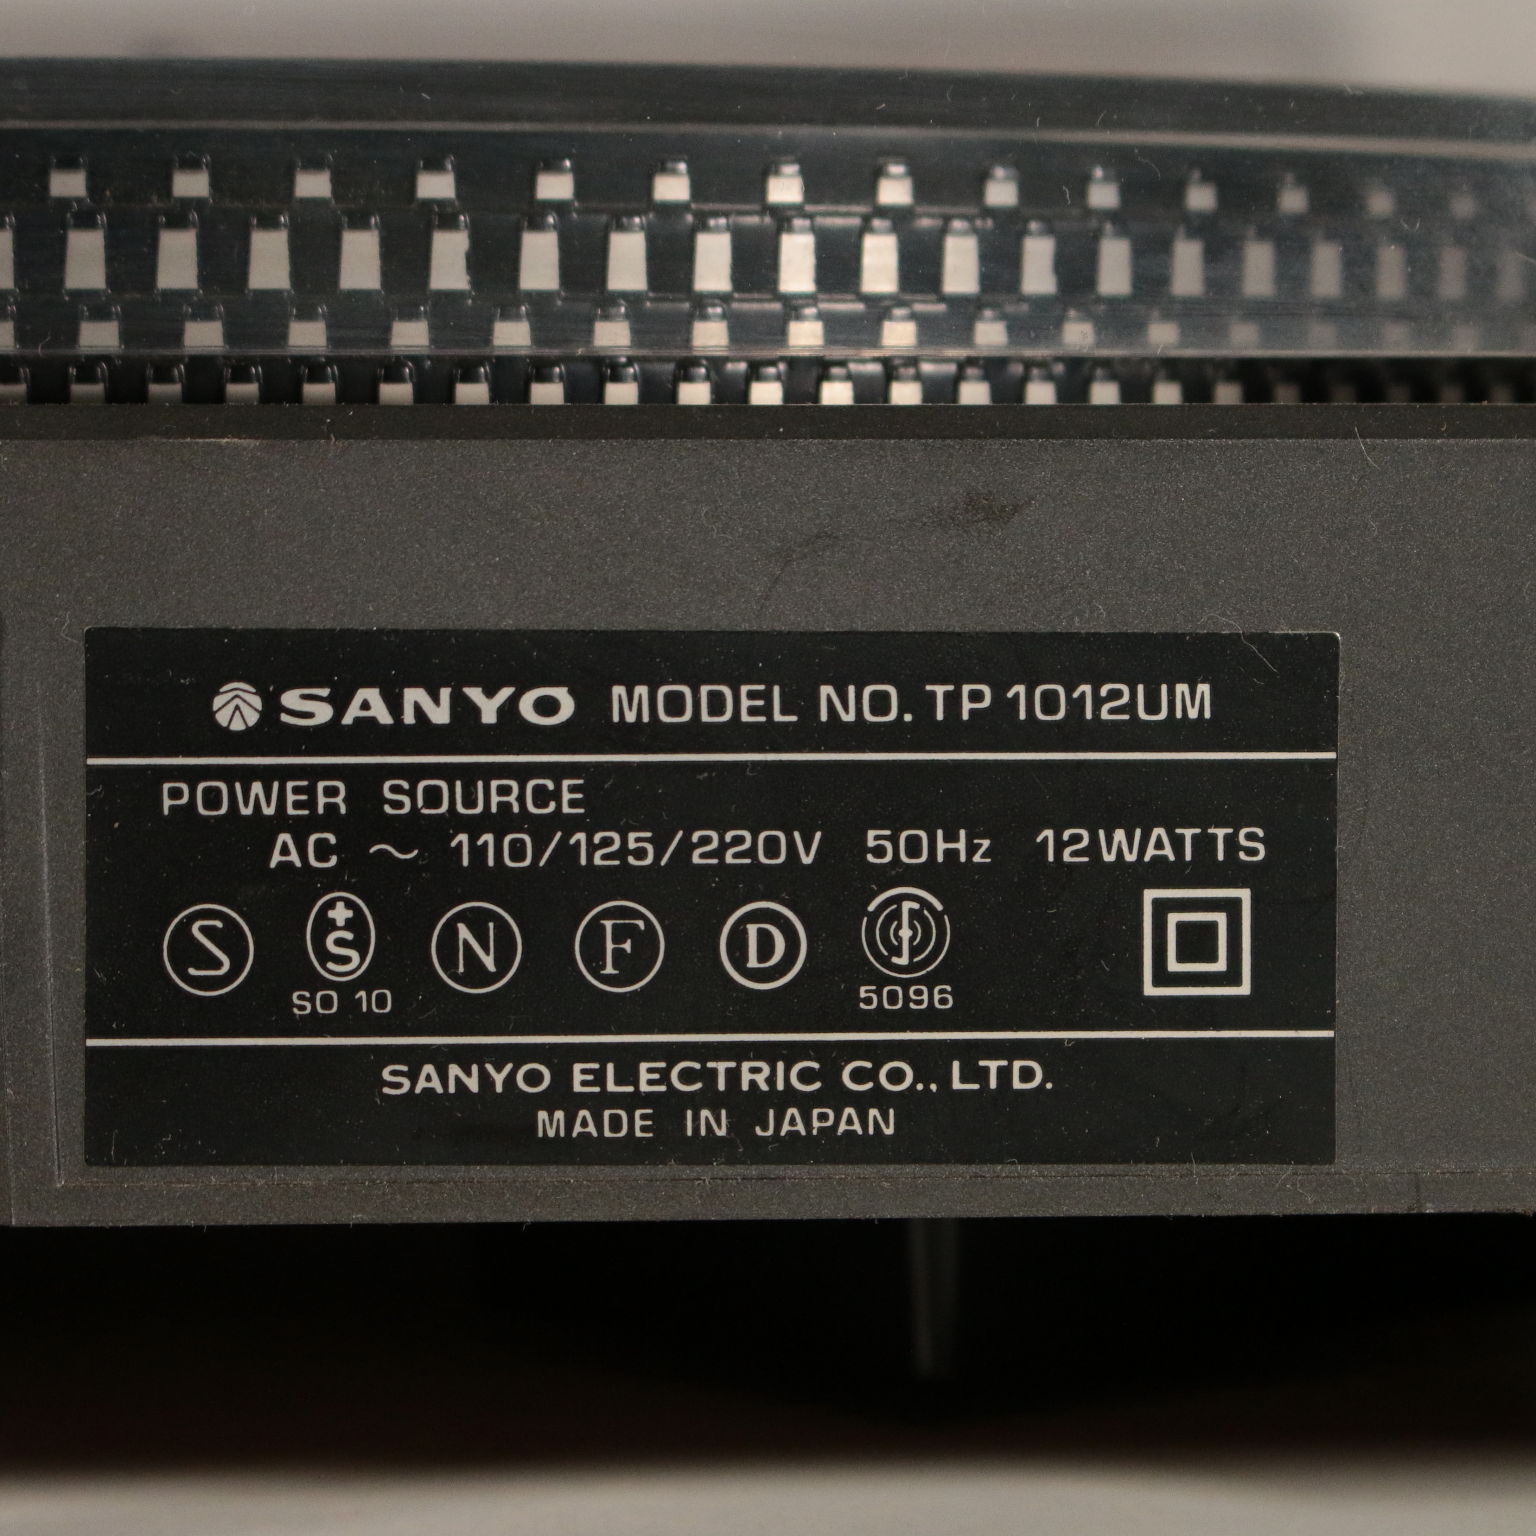 SANYO MODEL NO. TP 1012UM
POWER SOURCE
AC ~ 110/125/220V 50Hz 12WATTS
S +S N F D
SO 10 5096
SANYO ELECTRIC CO., LTD.
MADE IN JAPAN